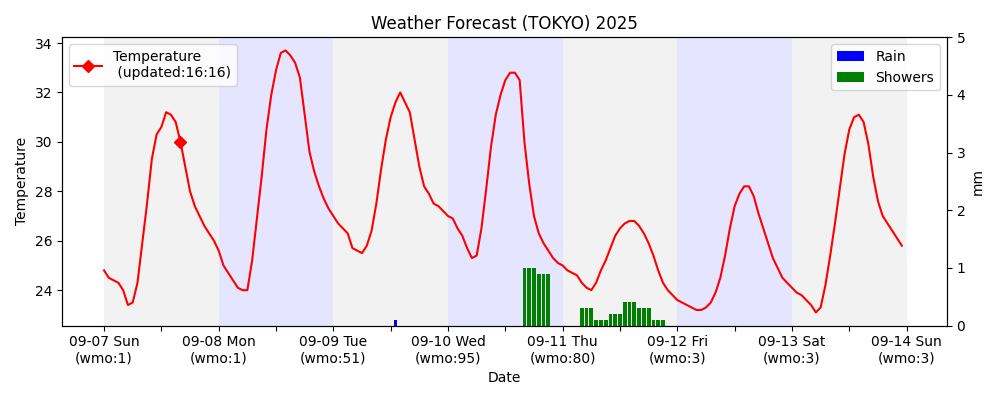 Weather Forecast (TOKYO) 2025
Temperature
(updated:16:16)
Rain
Showers
34
32
30
28
26
24
Temperature
5
4
3
2
1
0
mm
09-07 Sun
(wmo:1)
09-08 Mon
(wmo:1)
09-09 Tue
(wmo:51)
09-10 Wed
(wmo:95)
09-11 Thu
(wmo:80)
09-12 Fri
(wmo:3)
09-13 Sat
(wmo:3)
09-14 Sun
(wmo:3)
Date